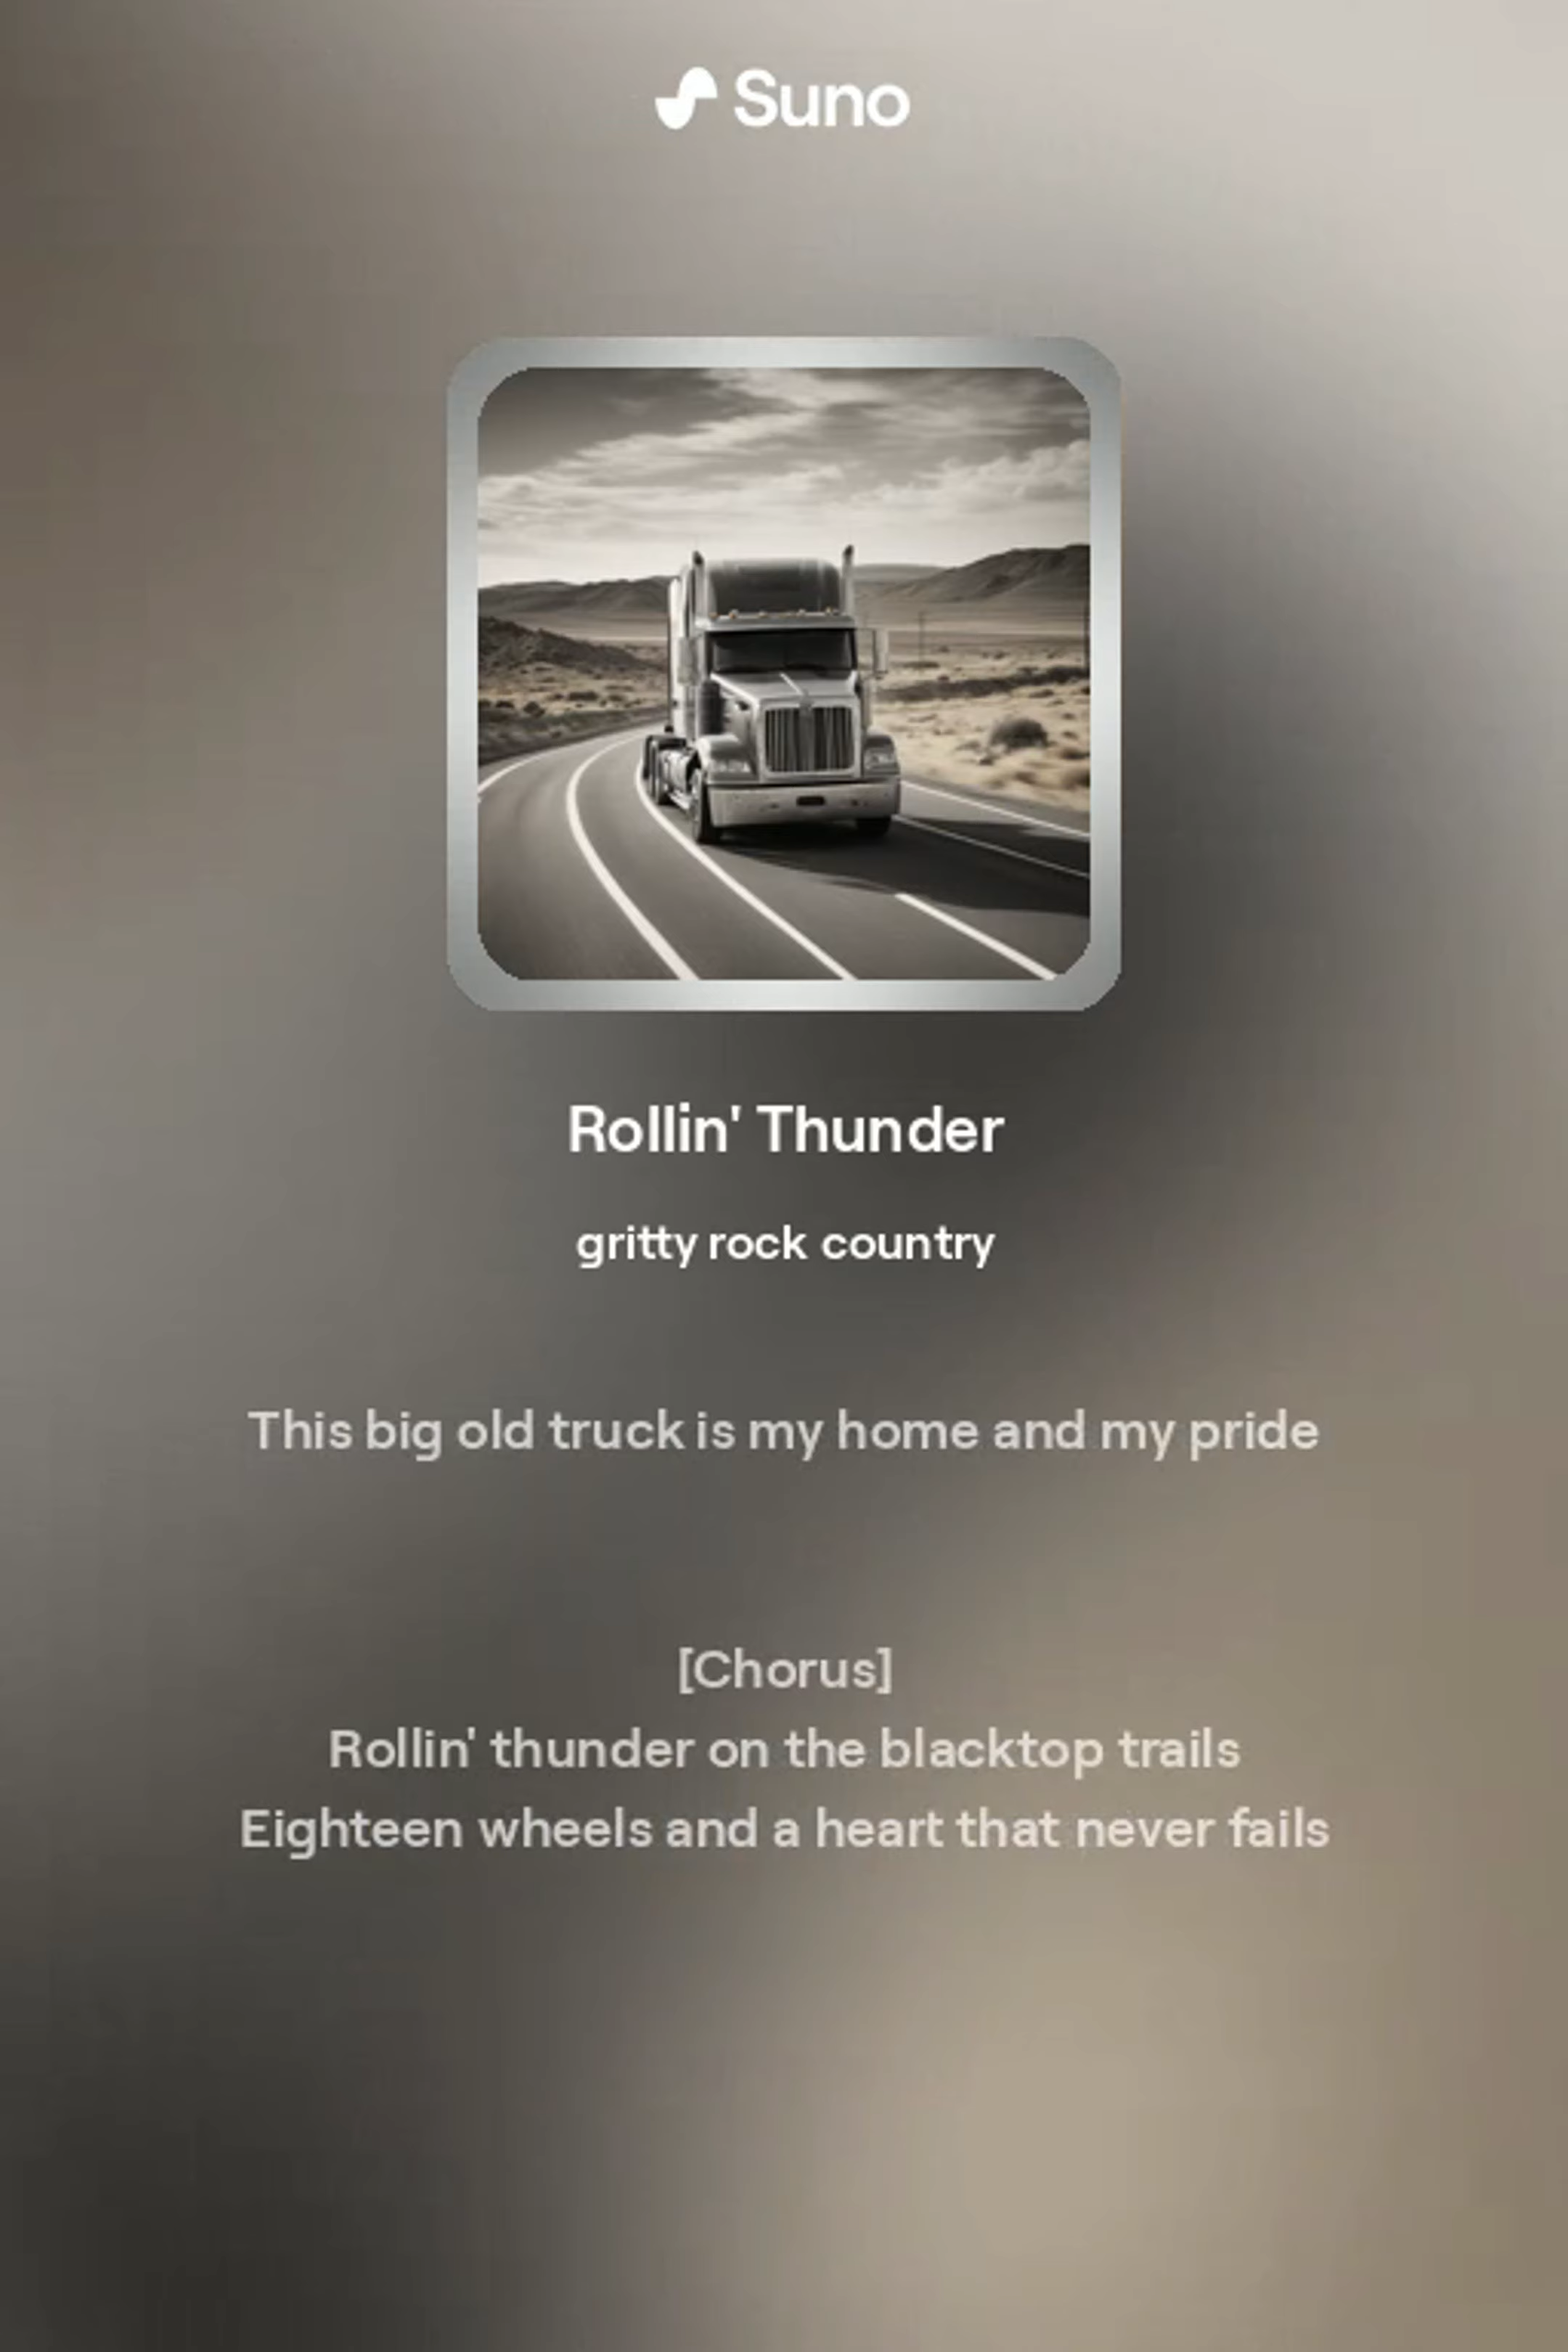 Suno
Rollin' Thunder
gritty rock country
This big old truck is my home and my pride
[Chorus]
Rollin' thunder on the blacktop trails
Eighteen wheels and a heart that never fails